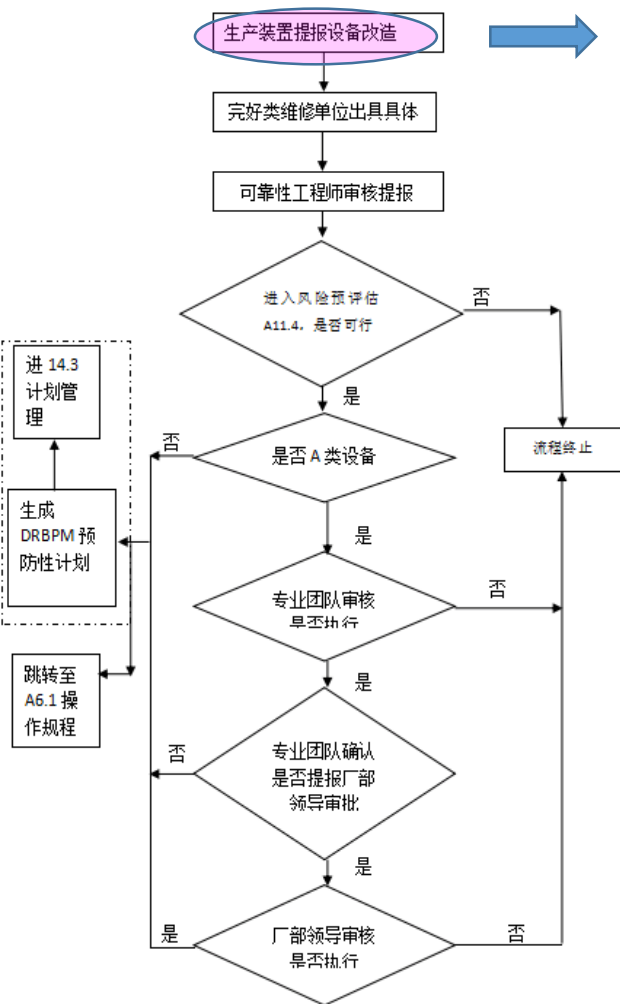 生产装置提报设备改造
完好类维修单位出具具体
可靠性工程师审核提报
进入风险预评估
A11.4，是否可行
否
是
进 14.3
计划管
理
否
是否 A 类设备
流程终止
生成
DRBPM 预
防性计划
是
专业团队审核
是否执行
否
跳转至
A6.1 操
作规程
是
否
专业团队确认
是否提报厂部
领导审批
是
是
厂部领导审核
是否执行
否